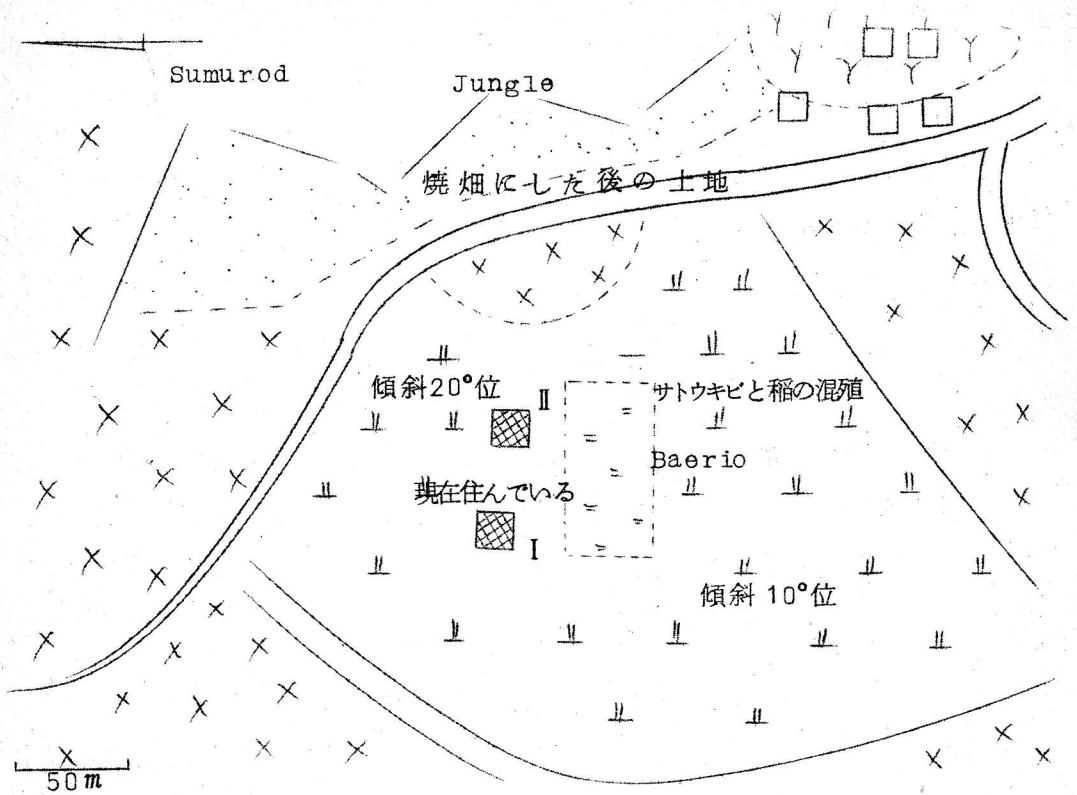 Sumurod
Jungle
焼畑にした後の土地
傾斜20°位
II
サトウキビと稲の混殖
Baerio
現在住んでいる
I
傾斜10°位
50m